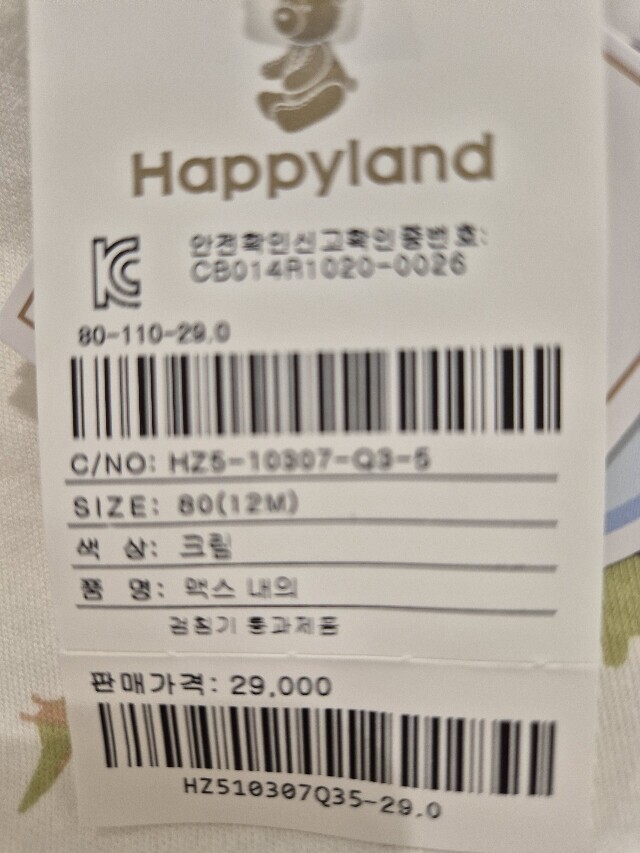 Happyland
안전확인신고확인증번호:
CB014R1020-0026
80-110-29.0
C/NO: HZ5-10307-Q3-5
SIZE: 80(12M)
색 상: 크림
품 명: 맥스 내의
검침기 통과제품
판매가격: 29,000
HZ510307Q35-29.0